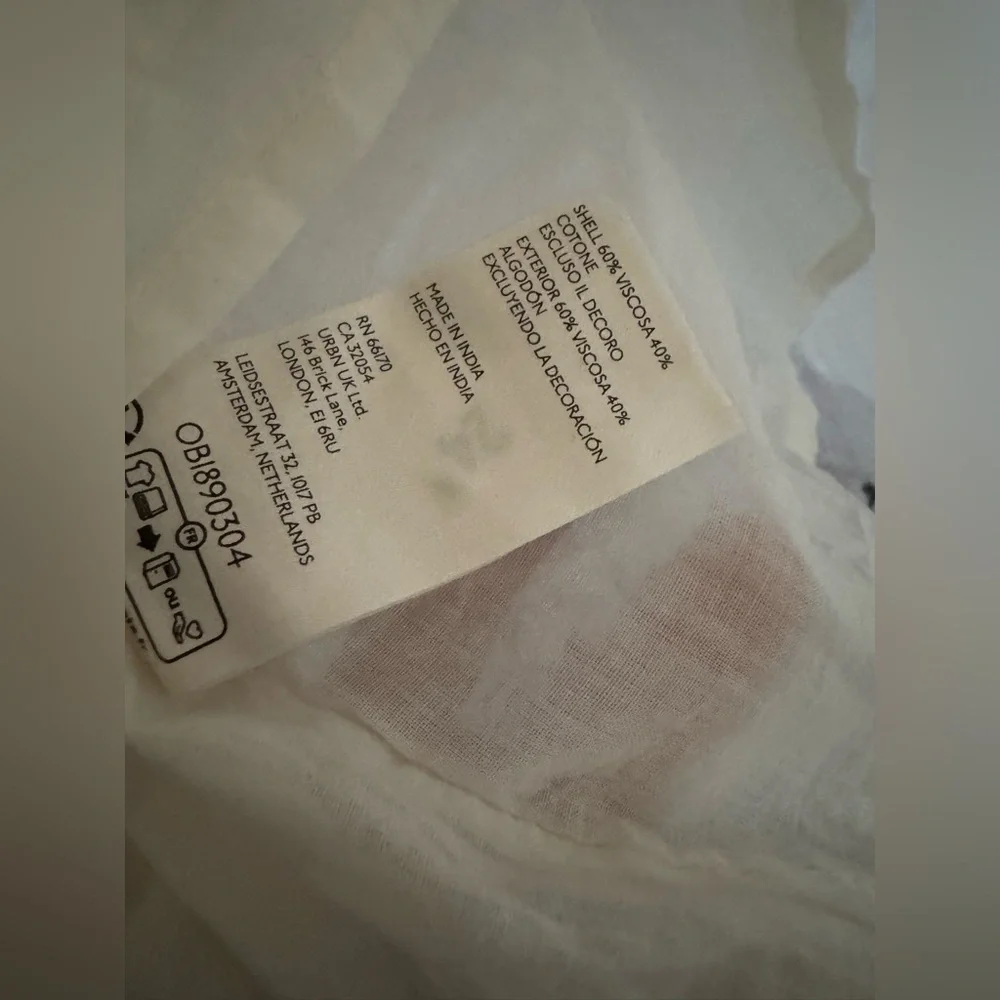 SHELL 60% VISCOSA 40%
COTONE
ESCLUSO IL DECORO
EXTERIOR 60% VISCOSA 40%
ALGODÓN
EXCLUYENDO LA DECORACIÓN
MADE IN INDIA
HECHO EN INDIA
RN 66170
CA 32054
URBN UK Ltd.
146 Brick Lane,
LONDON, E1 6RU
LEIDSESTRAAT 32, 1017 PB
AMSTERDAM, NETHERLANDS
OB1890304
FR
OU